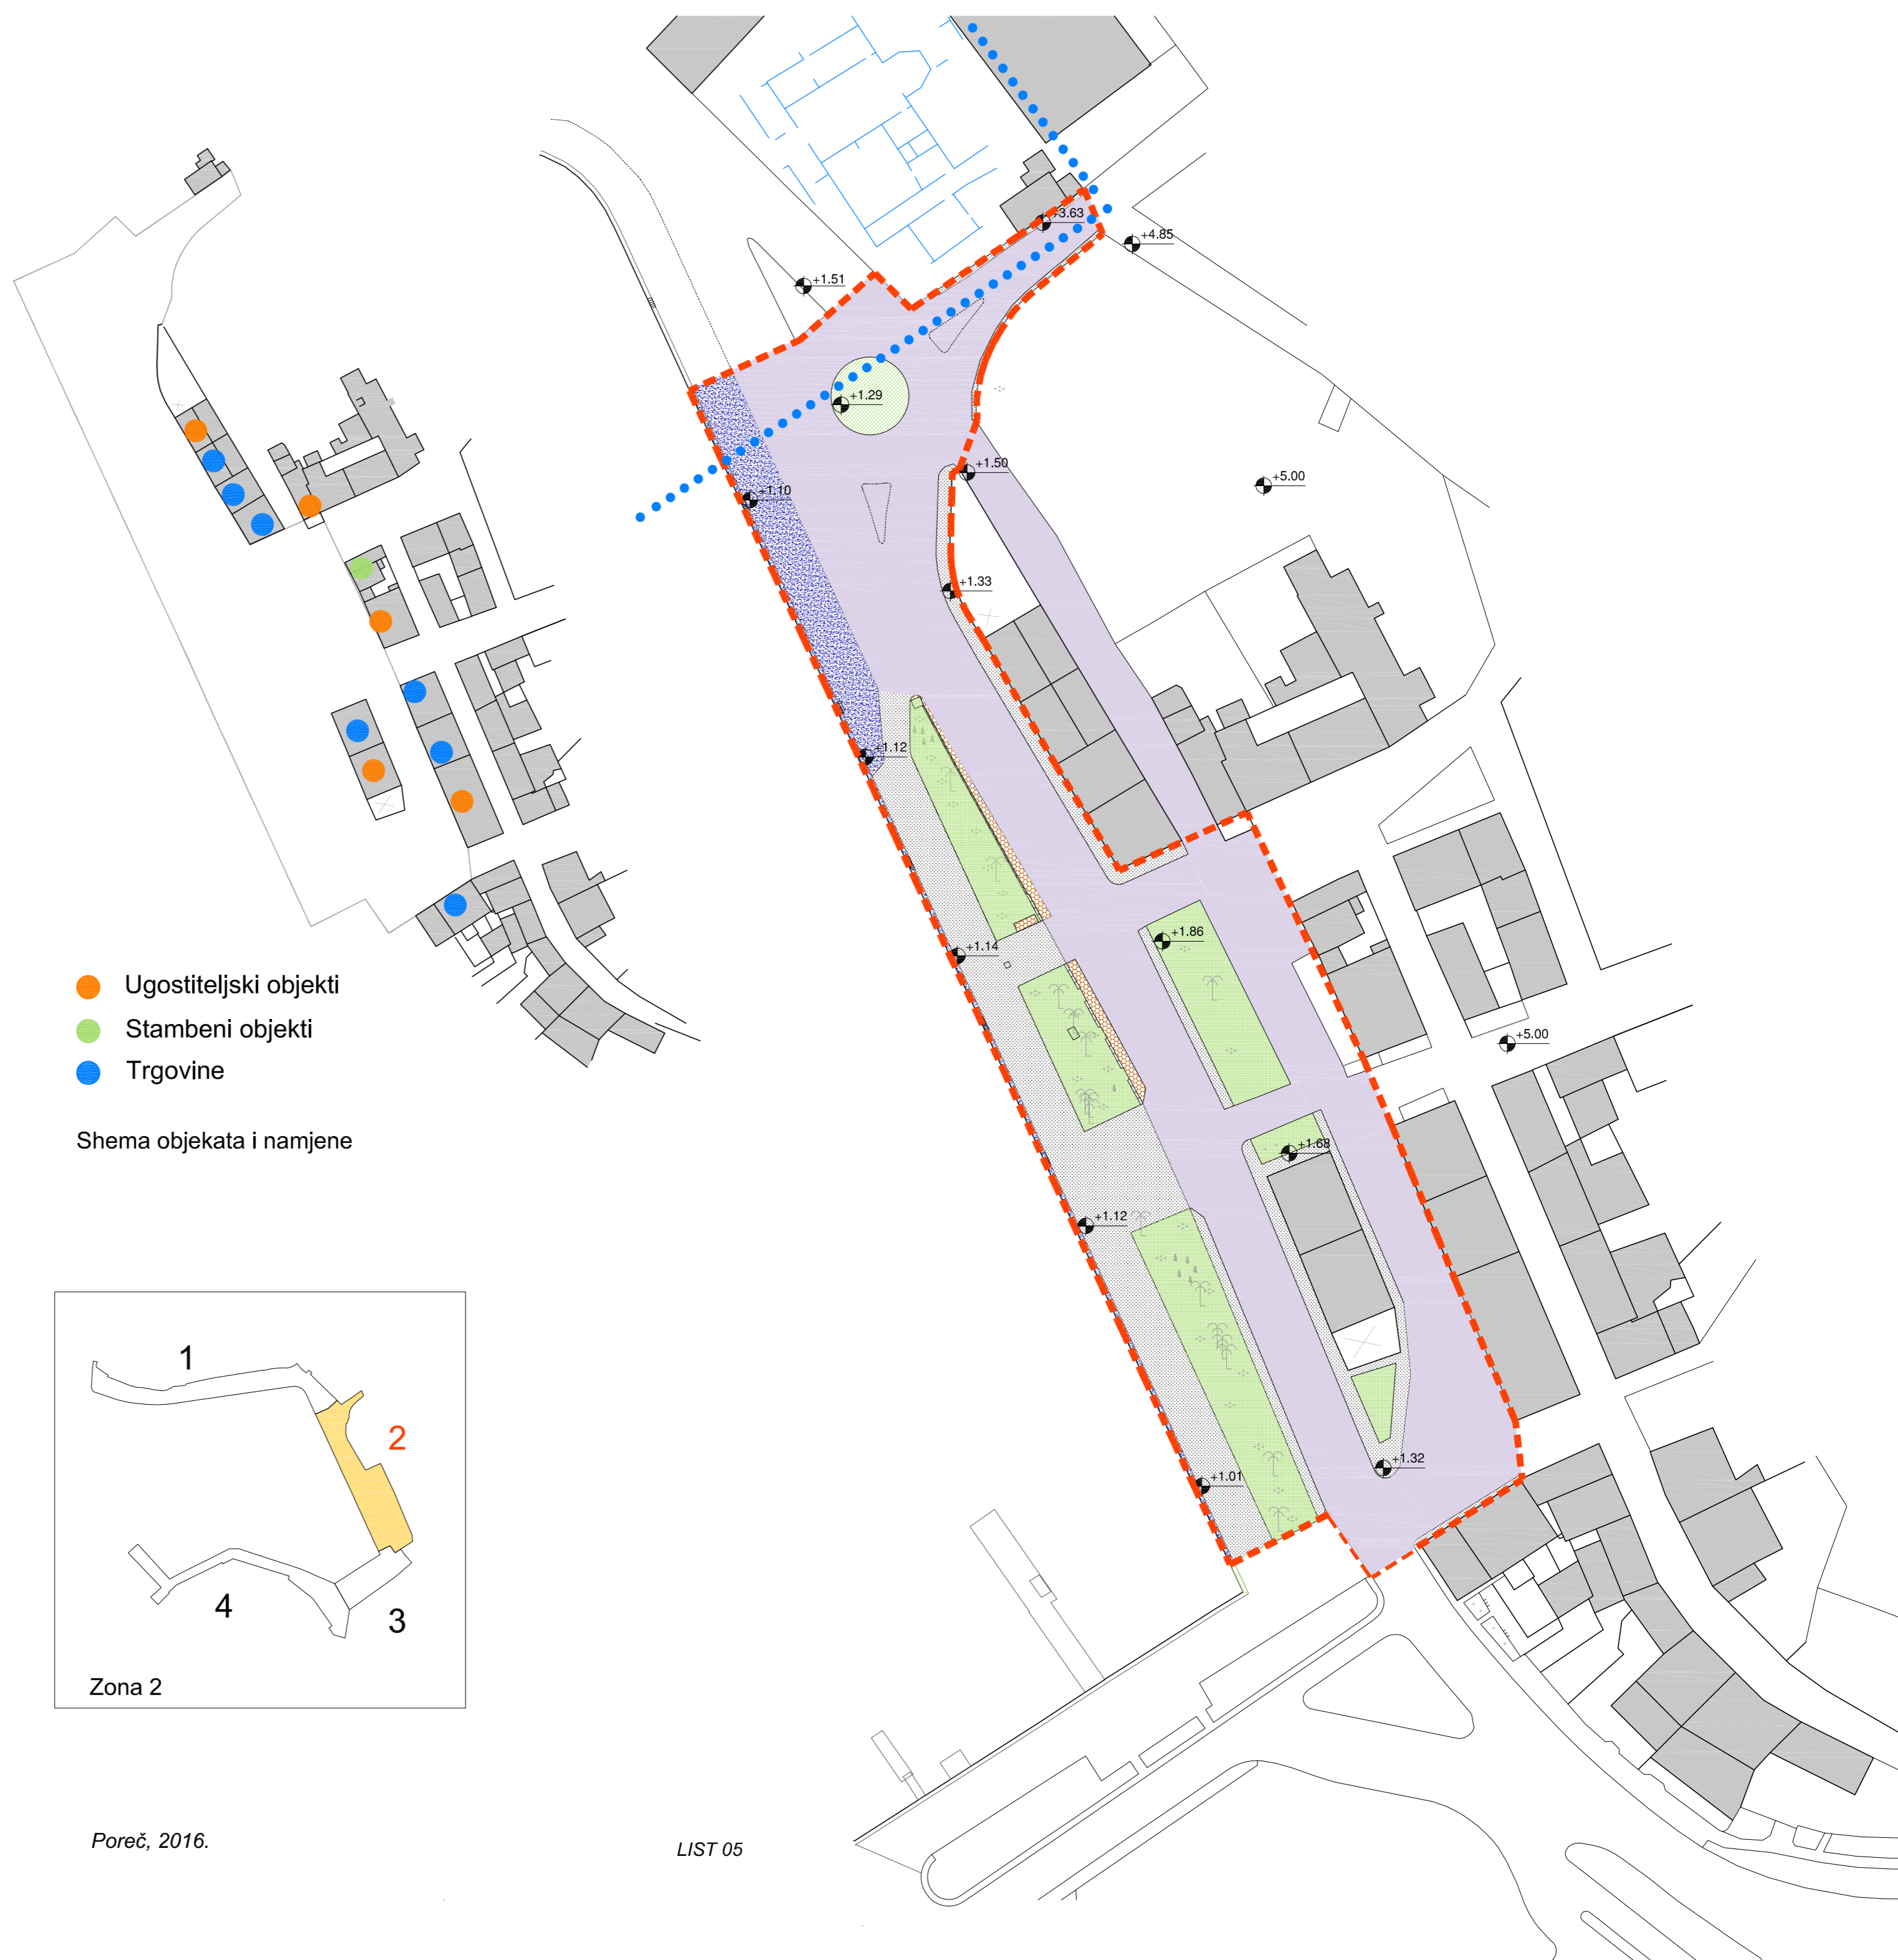 +3.63
+4.85
+1.51
+1.29
+1.50
+5.00
+1.10
+1.33
+1.12
+1.86
+1.14
Ugostiteljski objekti
Stambeni objekti
+5.00
Trgovine
Shema objekata i namjene
+1.68
+1.12
1
2
+1.32
+1.01
4
3
Zona 2
Poreč, 2016.
LIST 05